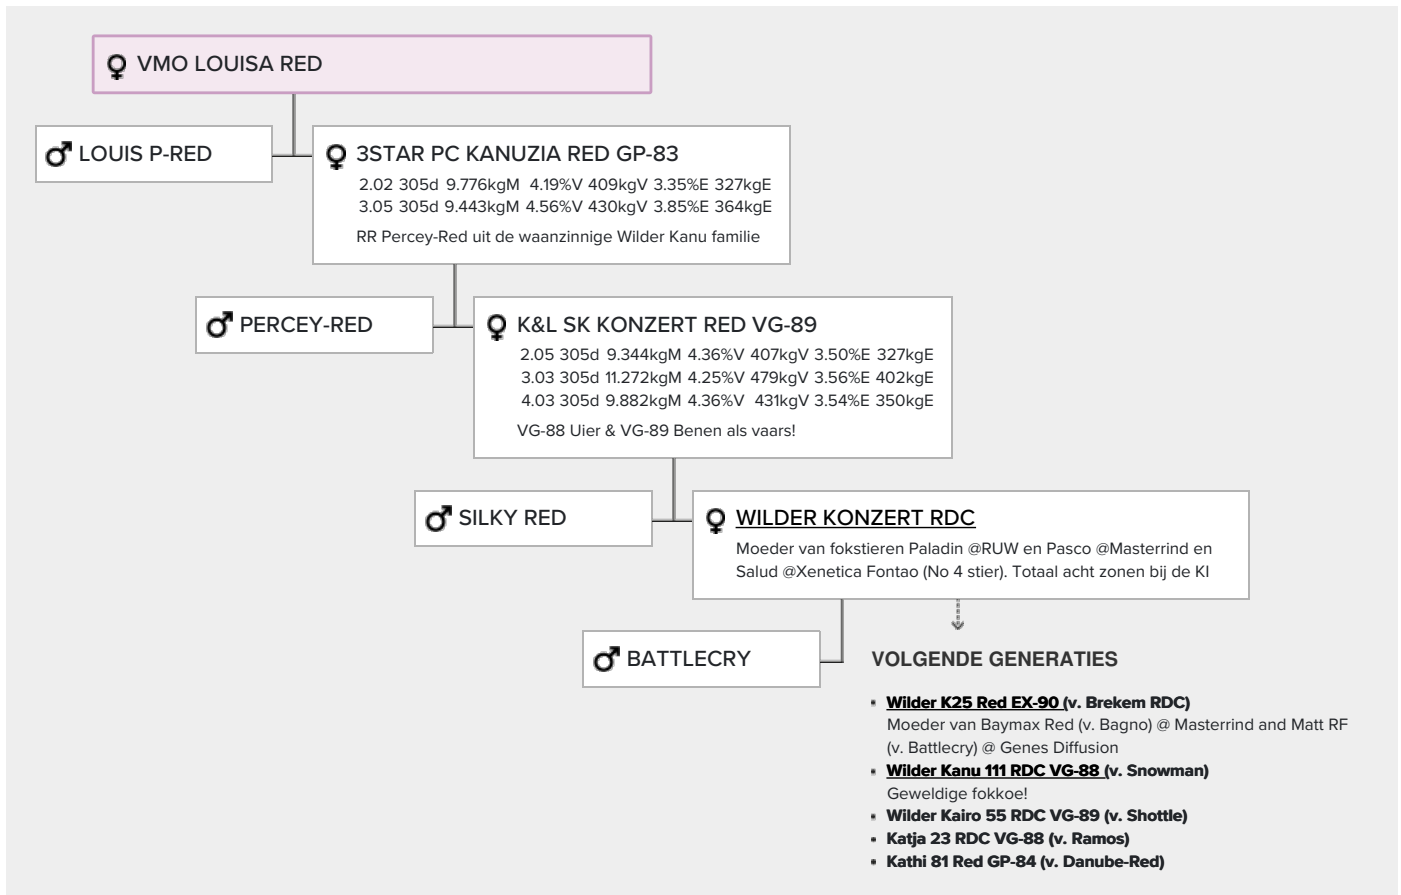 VMO LOUISA RED
LOUIS P-RED
3STAR PC KANUZIA RED GP-83
2.02 305d 9.776kgM 4.19%V 409kgV 3.35%E 327kgE
3.05 305d 9.443kgM 4.56%V 430kgV 3.85%E 364kgE
RR Percey-Red uit de waanzinnige Wilder Kanu familie
PERCEY-RED
K&L SK KONZERT RED VG-89
2.05 305d 9.344kgM 4.36%V 407kgV 3.50%E 327kgE
3.03 305d 11.272kgM 4.25%V 479kgV 3.56%E 402kgE
4.03 305d 9.882kgM 4.36%V 431kgV 3.54%E 350kgE
VG-88 Uier & VG-89 Benen als vaars!
SILKY RED
WILDER KONZERT RDC
Moeder van fokstieren Paladin @RUW en Pasco @Masterrind en
Salud @Xenetica Fontao (No 4 stier). Totaal acht zonen bij de KI
BATTLECRY
VOLGENDE GENERATIES
Wilder K25 Red EX-90 (v. Brekem RDC)
Moeder van Baymax Red (v. Bagno) @ Masterrind and Matt RF
(v. Battlecry) @ Genes Diffusion
Wilder Kanu 111 RDC VG-88 (v. Snowman)
Geweldige fokkoe!
Wilder Kairo 55 RDC VG-89 (v. Shottle)
Katja 23 RDC VG-88 (v. Ramos)
Kathi 81 Red GP-84 (v. Danube-Red)